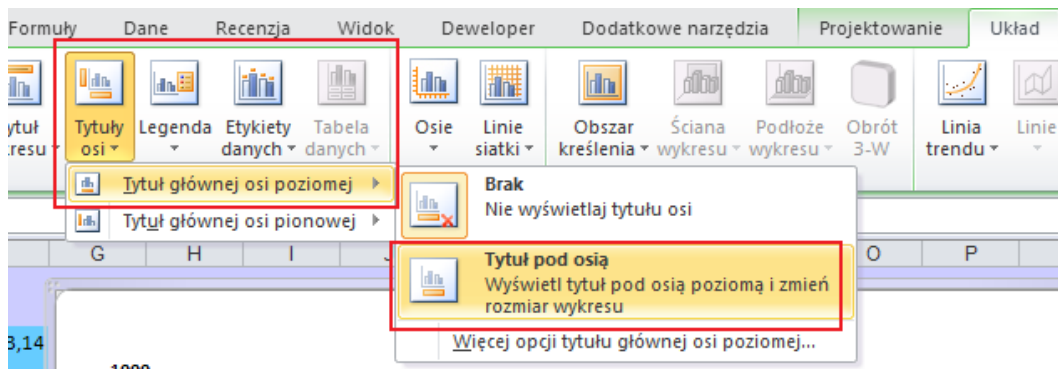 Formuły Dane Recenzja Widok Deweloper Dodatkowe narzędzia Projektowanie Układ
ytuł Tytuły Legenda Etykiety Tabela Osie Linie Obszar Ściana Podłoże Obrót Linia Linie
resu osi danych danych siatki kreślenia wykresu wykresu 3-W trendu
Tytuł głównej osi poziomej
Brak
Nie wyświetlaj tytułu osi
Tytuł głównej osi pionowej
G H I J O P
Tytuł pod osią
Wyświetl tytuł pod osią poziomą i zmień
rozmiar wykresu
3,14
Więcej opcji tytułu głównej osi poziomej...
1000